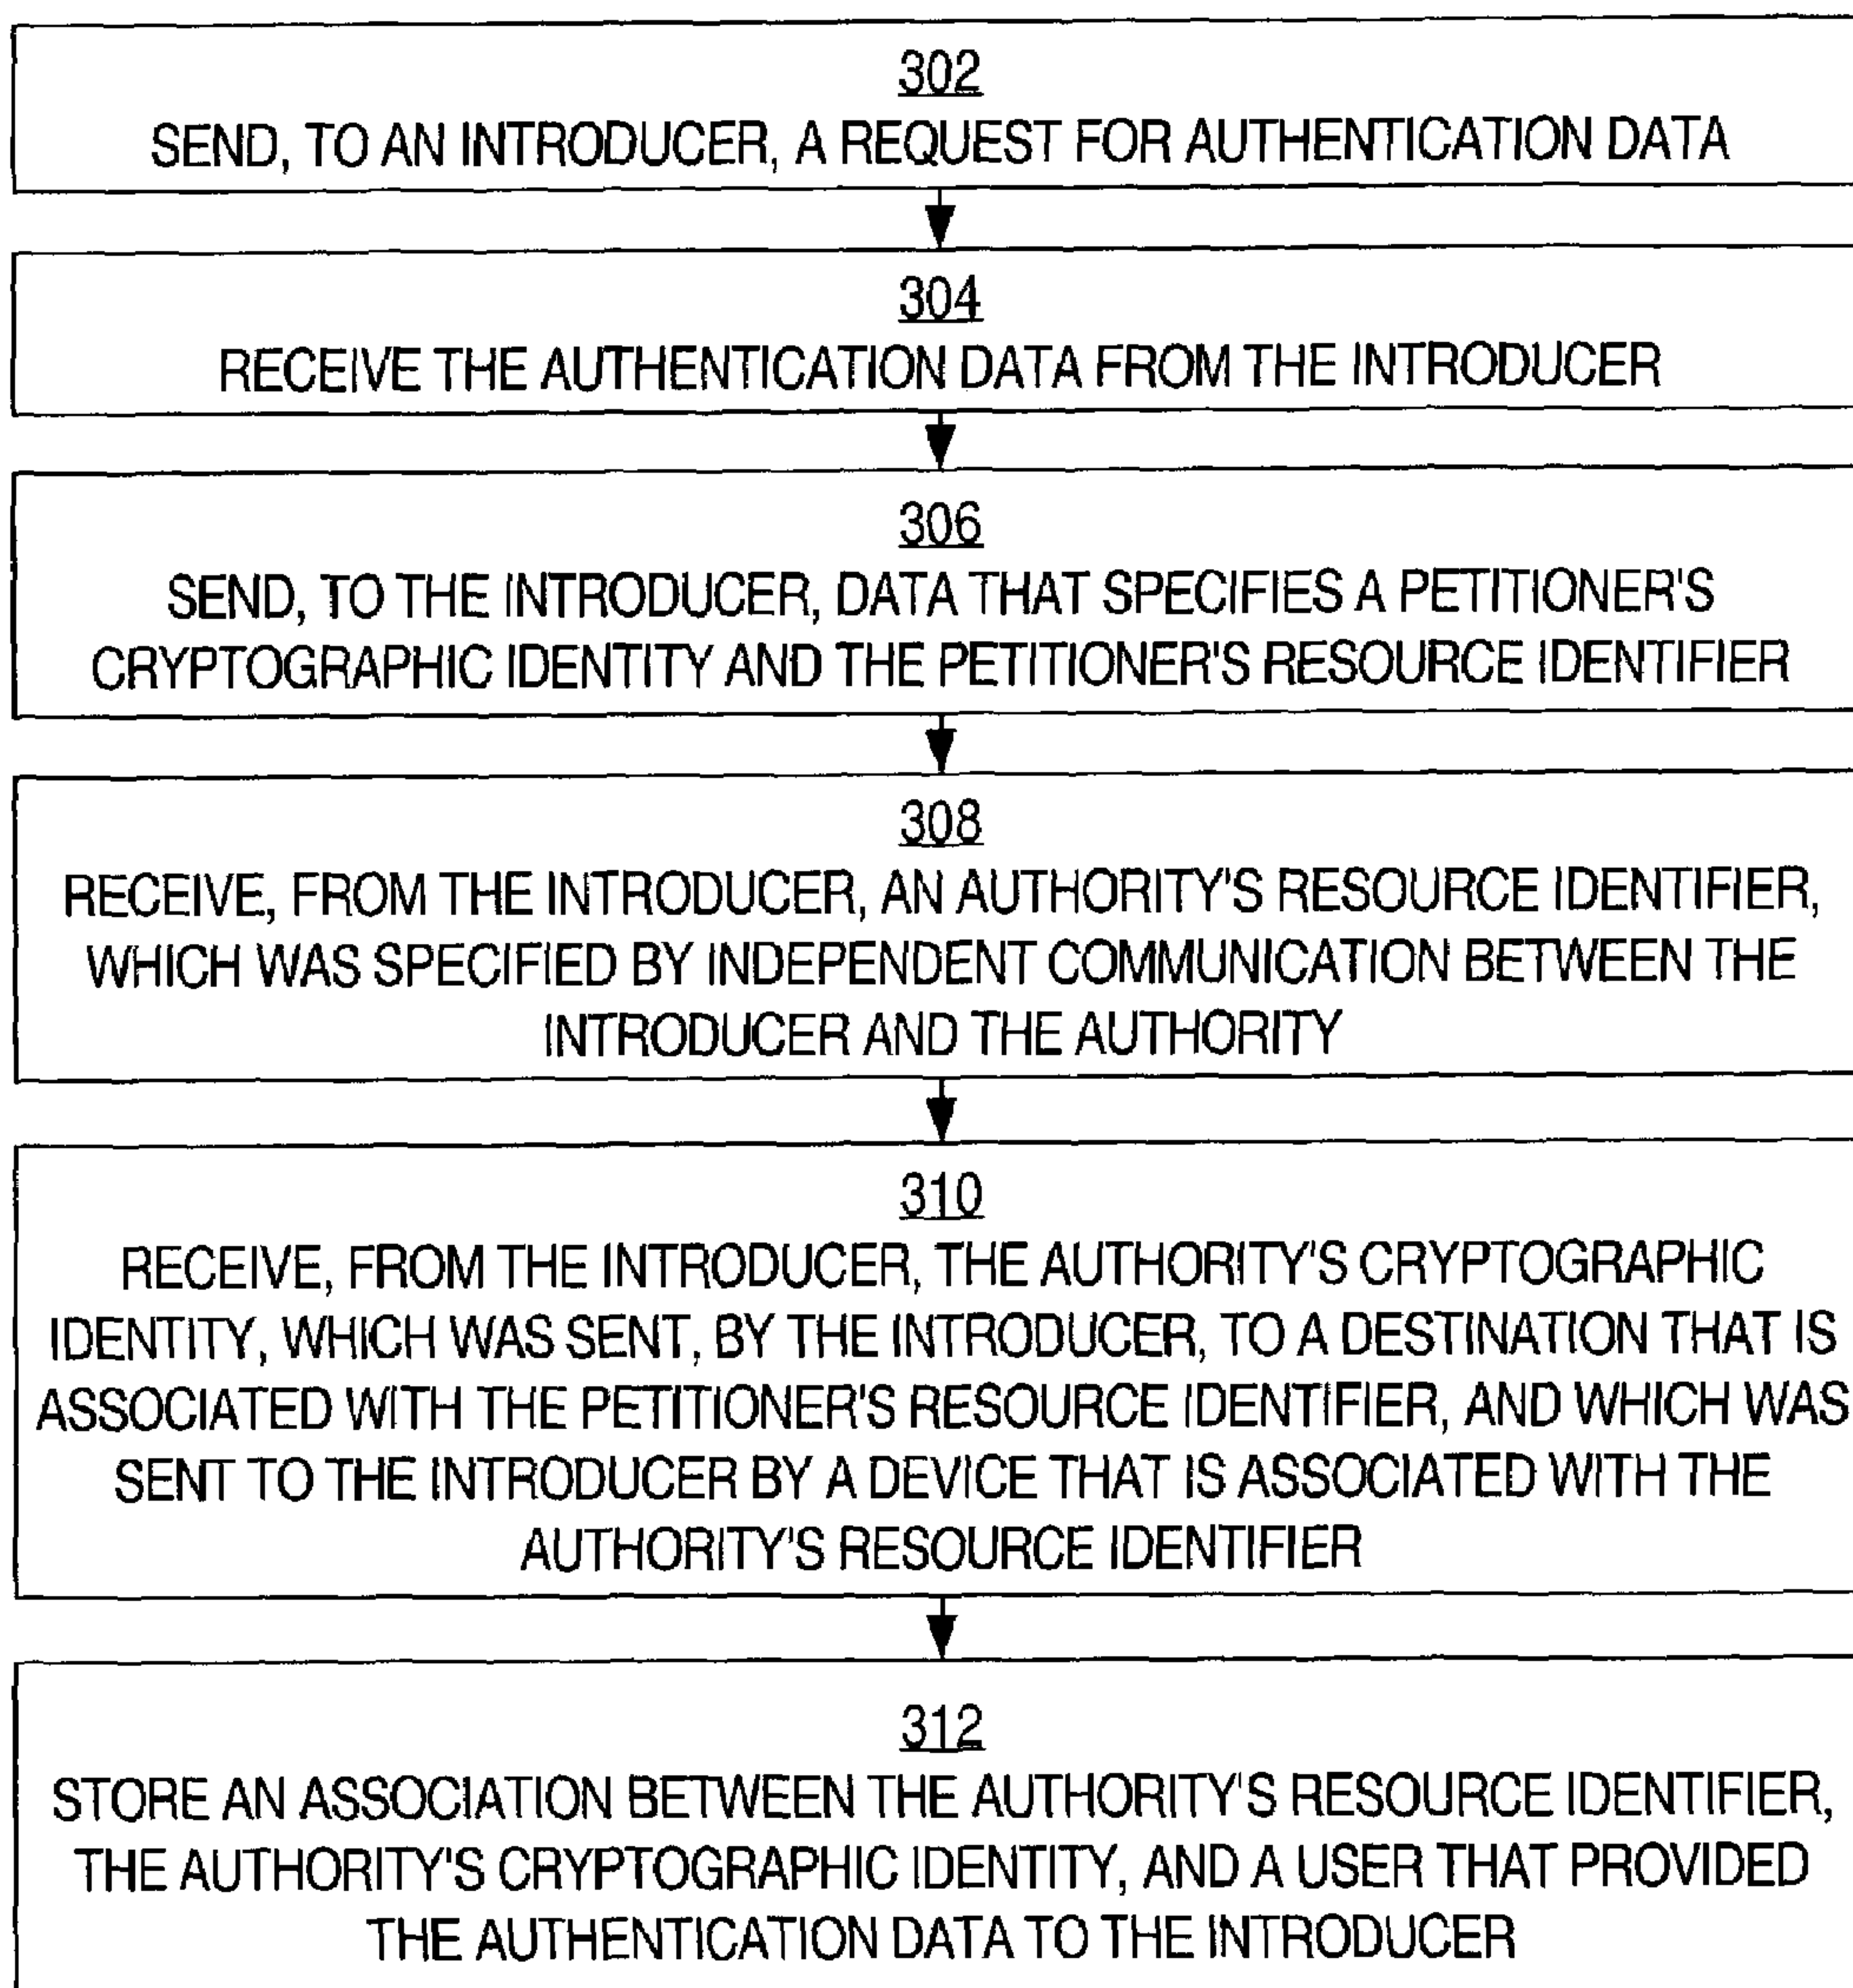 302
SEND, TO AN INTRODUCER, A REQUEST FOR AUTHENTICATION DATA
304
RECEIVE THE AUTHENTICATION DATA FROM THE INTRODUCER
306
SEND, TO THE INTRODUCER, DATA THAT SPECIFIES A PETITIONER'S
CRYPTOGRAPHIC IDENTITY AND THE PETITIONER'S RESOURCE IDENTIFIER
308
RECEIVE, FROM THE INTRODUCER, AN AUTHORITY'S RESOURCE IDENTIFIER,
WHICH WAS SPECIFIED BY INDEPENDENT COMMUNICATION BETWEEN THE
INTRODUCER AND THE AUTHORITY
310
RECEIVE, FROM THE INTRODUCER, THE AUTHORITY'S CRYPTOGRAPHIC
IDENTITY, WHICH WAS SENT, BY THE INTRODUCER, TO A DESTINATION THAT IS
ASSOCIATED WITH THE PETITIONER'S RESOURCE IDENTIFIER, AND WHICH WAS
SENT TO THE INTRODUCER BY A DEVICE THAT IS ASSOCIATED WITH THE
AUTHORITY'S RESOURCE IDENTIFIER
312
STORE AN ASSOCIATION BETWEEN THE AUTHORITY'S RESOURCE IDENTIFIER,
THE AUTHORITY'S CRYPTOGRAPHIC IDENTITY, AND A USER THAT PROVIDED
THE AUTHENTICATION DATA TO THE INTRODUCER